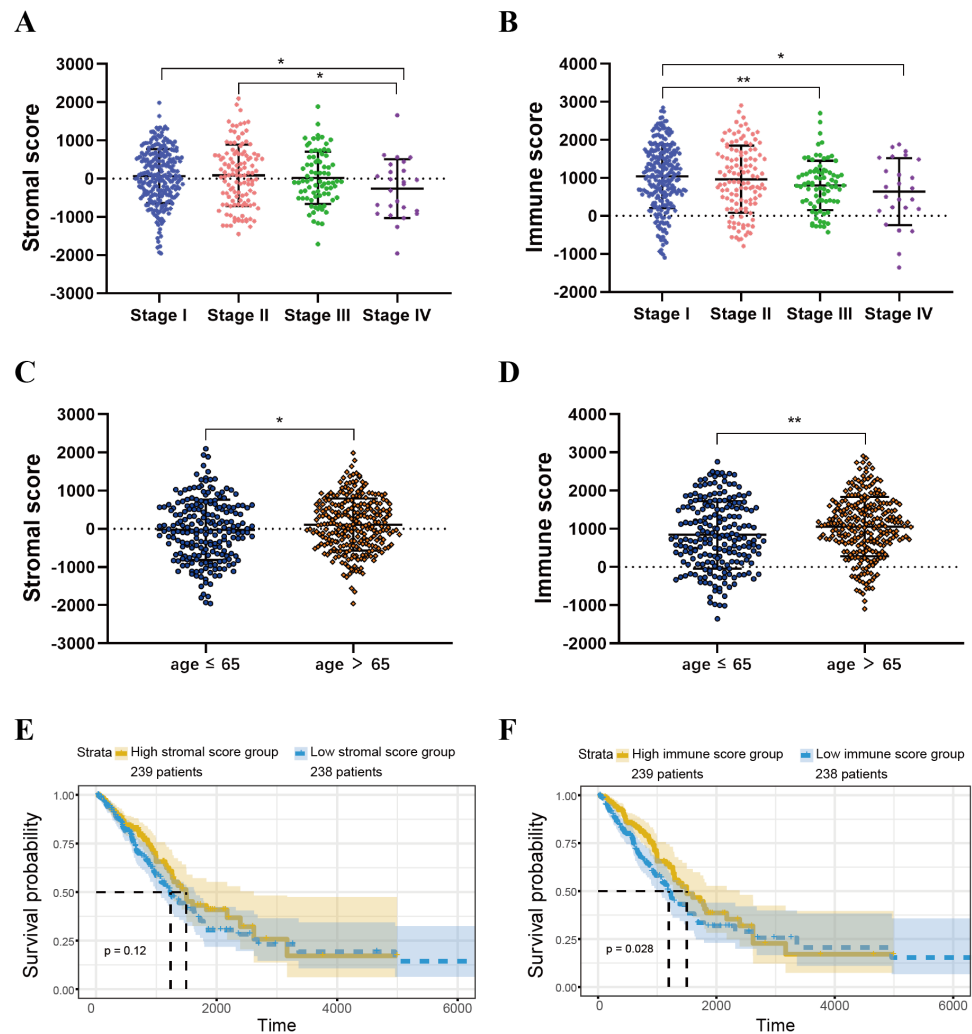 A
B
Stromal score
3000
2000
1000
0
-1000
-2000
-3000
*
*
Stage I Stage II Stage III Stage IV
Immune score
4000
3000
2000
1000
0
-1000
-2000
*
**
Stage I Stage II Stage III Stage IV
C
D
Stromal score
3000
2000
1000
0
-1000
-2000
-3000
*
age ≤ 65 age > 65
Immune score
4000
3000
2000
1000
0
-1000
-2000
**
age ≤ 65 age > 65
E
F
Strata High stromal score group Low stromal score group
239 patients 238 patients
Survival probability
1.00
0.75
0.50
0.25
0.00
p = 0.12
0 2000 4000 6000
Time
Strata High immune score group Low immune score group
239 patients 238 patients
Survival probability
1.00
0.75
0.50
0.25
0.00
p = 0.028
0 2000 4000 6000
Time